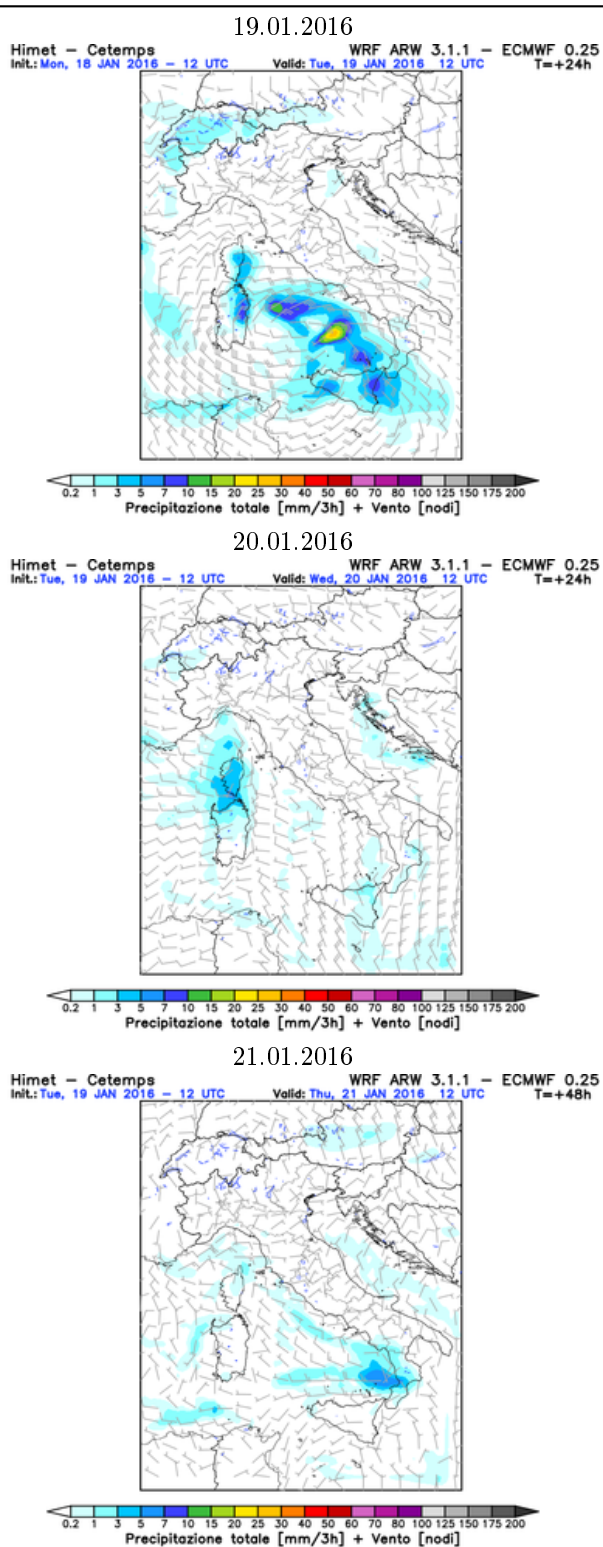 19.01.2016
Himet – Cetemps WRF ARW 3.1.1 – ECMWF 0.25
Init.: Mon, 18 JAN 2016 – 12 UTC Valid: Tue, 19 JAN 2016 12 UTC T=+24h
0.2 1 3 5 7 10 15 20 25 30 40 50 60 70 80 100 125 150 175 200
Precipitazione totale [mm/3h] + Vento [nodi]
20.01.2016
Himet – Cetemps WRF ARW 3.1.1 – ECMWF 0.25
Init.: Tue, 19 JAN 2016 – 12 UTC Valid: Wed, 20 JAN 2016 12 UTC T=+24h
0.2 1 3 5 7 10 15 20 25 30 40 50 60 70 80 100 125 150 175 200
Precipitazione totale [mm/3h] + Vento [nodi]
21.01.2016
Himet – Cetemps WRF ARW 3.1.1 – ECMWF 0.25
Init.: Tue, 19 JAN 2016 – 12 UTC Valid: Thu, 21 JAN 2016 12 UTC T=+48h
0.2 1 3 5 7 10 15 20 25 30 40 50 60 70 80 100 125 150 175 200
Precipitazione totale [mm/3h] + Vento [nodi]